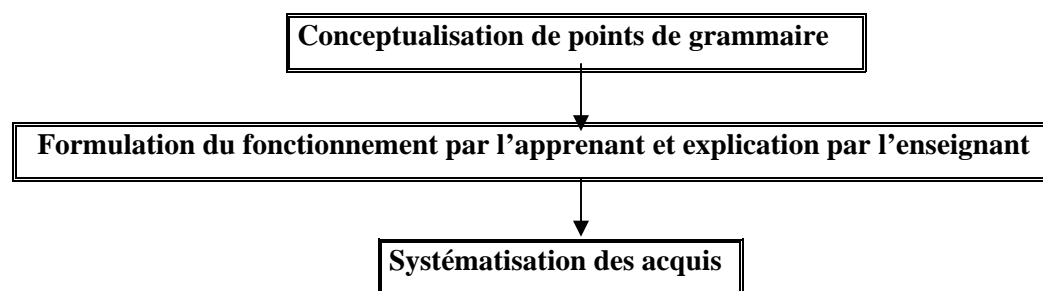 Conceptualisation de points de grammaire
Formulation du fonctionnement par l’apprenant et explication par l’enseignant
Systématisation des acquis